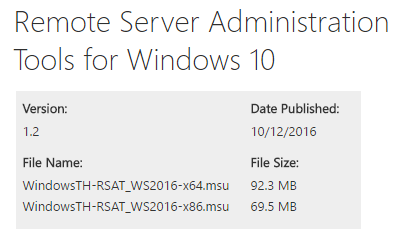 Remote Server Administration
Tools for Windows 10
Version: Date Published:
1.2 10/12/2016
File Name: File Size:
WindowsTH-RSAT_WS2016-x64.msu 92.3 MB
WindowsTH-RSAT_WS2016-x86.msu 69.5 MB